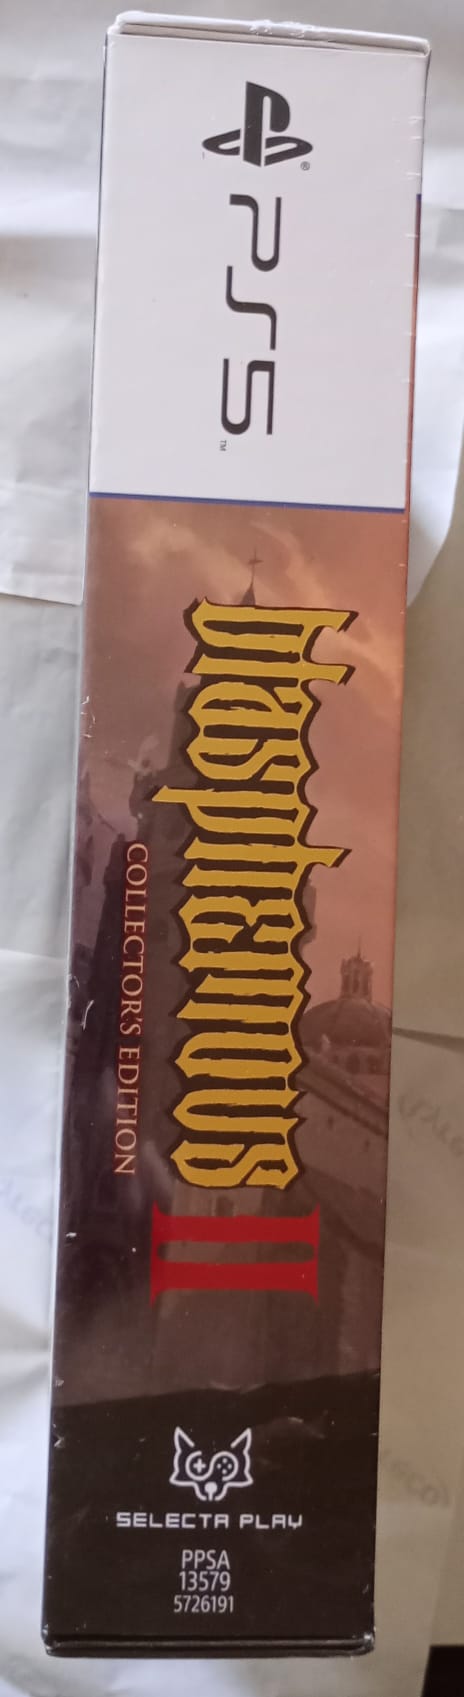 PS5
blasphemous II
COLLECTOR'S EDITION
SELECTA PLAY
PPSA
13579
5726191